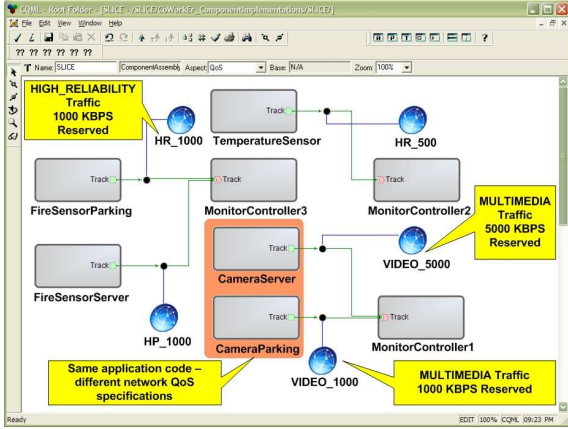 CQML - Root Folder - [SLICE - /SLICE/CoWorkEr_ComponentImplementations/SLICE/]
File Edit View Window Help
?? ?? ?? ?? ?? ??
T Name: SLICE ComponentAssembly Aspect: QoS Base: N/A Zoom: 100%
HIGH_RELIABILITY
Traffic
1000 KBPS
Reserved
HR_1000
Track
TemperatureSensor
HR_500
Track
FireSensorParking
Track
MonitorController3
Track
MonitorController2
MULTIMEDIA
Traffic
5000 KBPS
Reserved
Track
FireSensorServer
Track
CameraServer
VIDEO_5000
HP_1000
Track
CameraParking
Track
MonitorController1
VIDEO_1000
Same application code –
different network QoS
specifications
MULTIMEDIA Traffic
1000 KBPS Reserved
Ready
EDIT 100% CQML 09:23 PM